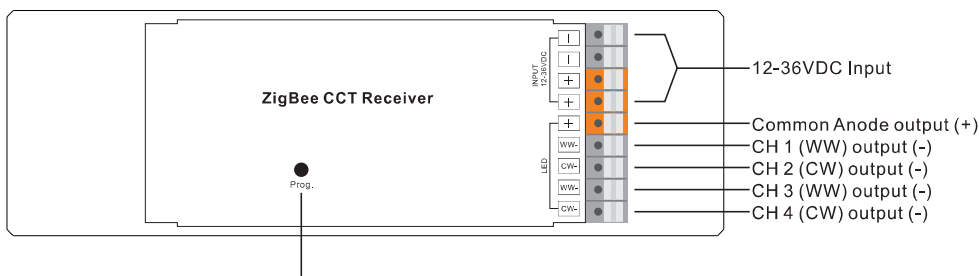 ZigBee CCT Receiver
Prog.
INPUT
12-36VDC
LED
-
-
+
+
+
WW-
CW-
WW-
CW-
12-36VDC Input
Common Anode output (+)
CH 1 (WW) output (-)
CH 2 (CW) output (-)
CH 3 (WW) output (-)
CH 4 (CW) output (-)